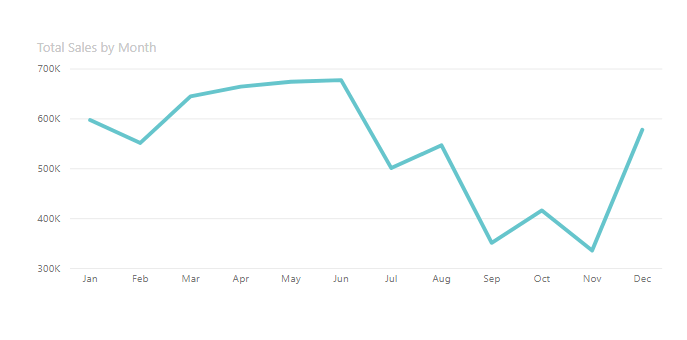 Total Sales by Month
700K
600K
500K
400K
300K
Jan Feb Mar Apr May Jun Jul Aug Sep Oct Nov Dec